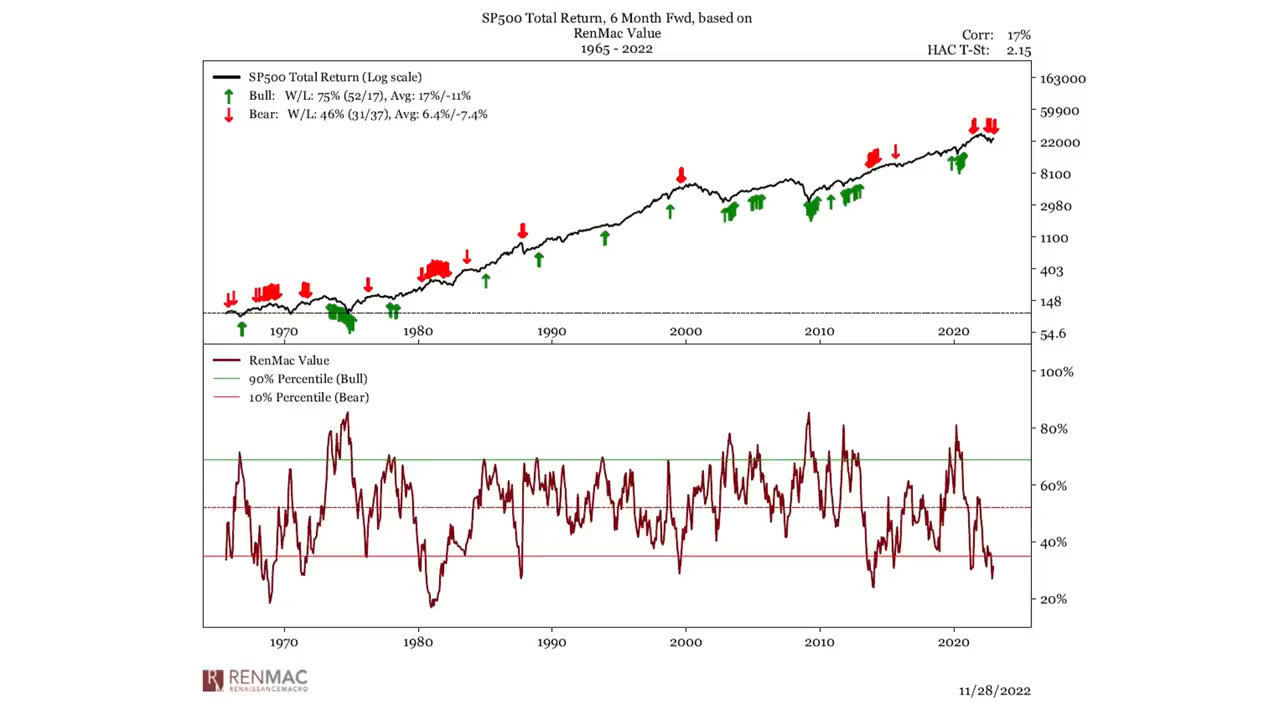 SP500 Total Return, 6 Month Fwd, based on
RenMac Value
1965 - 2022
Corr: 17%
HAC T-St: 2.15
SP500 Total Return (Log scale)
Bull: W/L: 75% (52/17), Avg: 17%/-11%
Bear: W/L: 46% (31/37), Avg: 6.4%/-7.4%
163000
59900
22000
8100
2980
1100
403
148
54.6
1970 1980 1990 2000 2010 2020
RenMac Value
90% Percentile (Bull)
10% Percentile (Bear)
100%
80%
60%
40%
20%
1970 1980 1990 2000 2010 2020
R
M
RENMAC
RENAISSANCEMACRO
11/28/2022